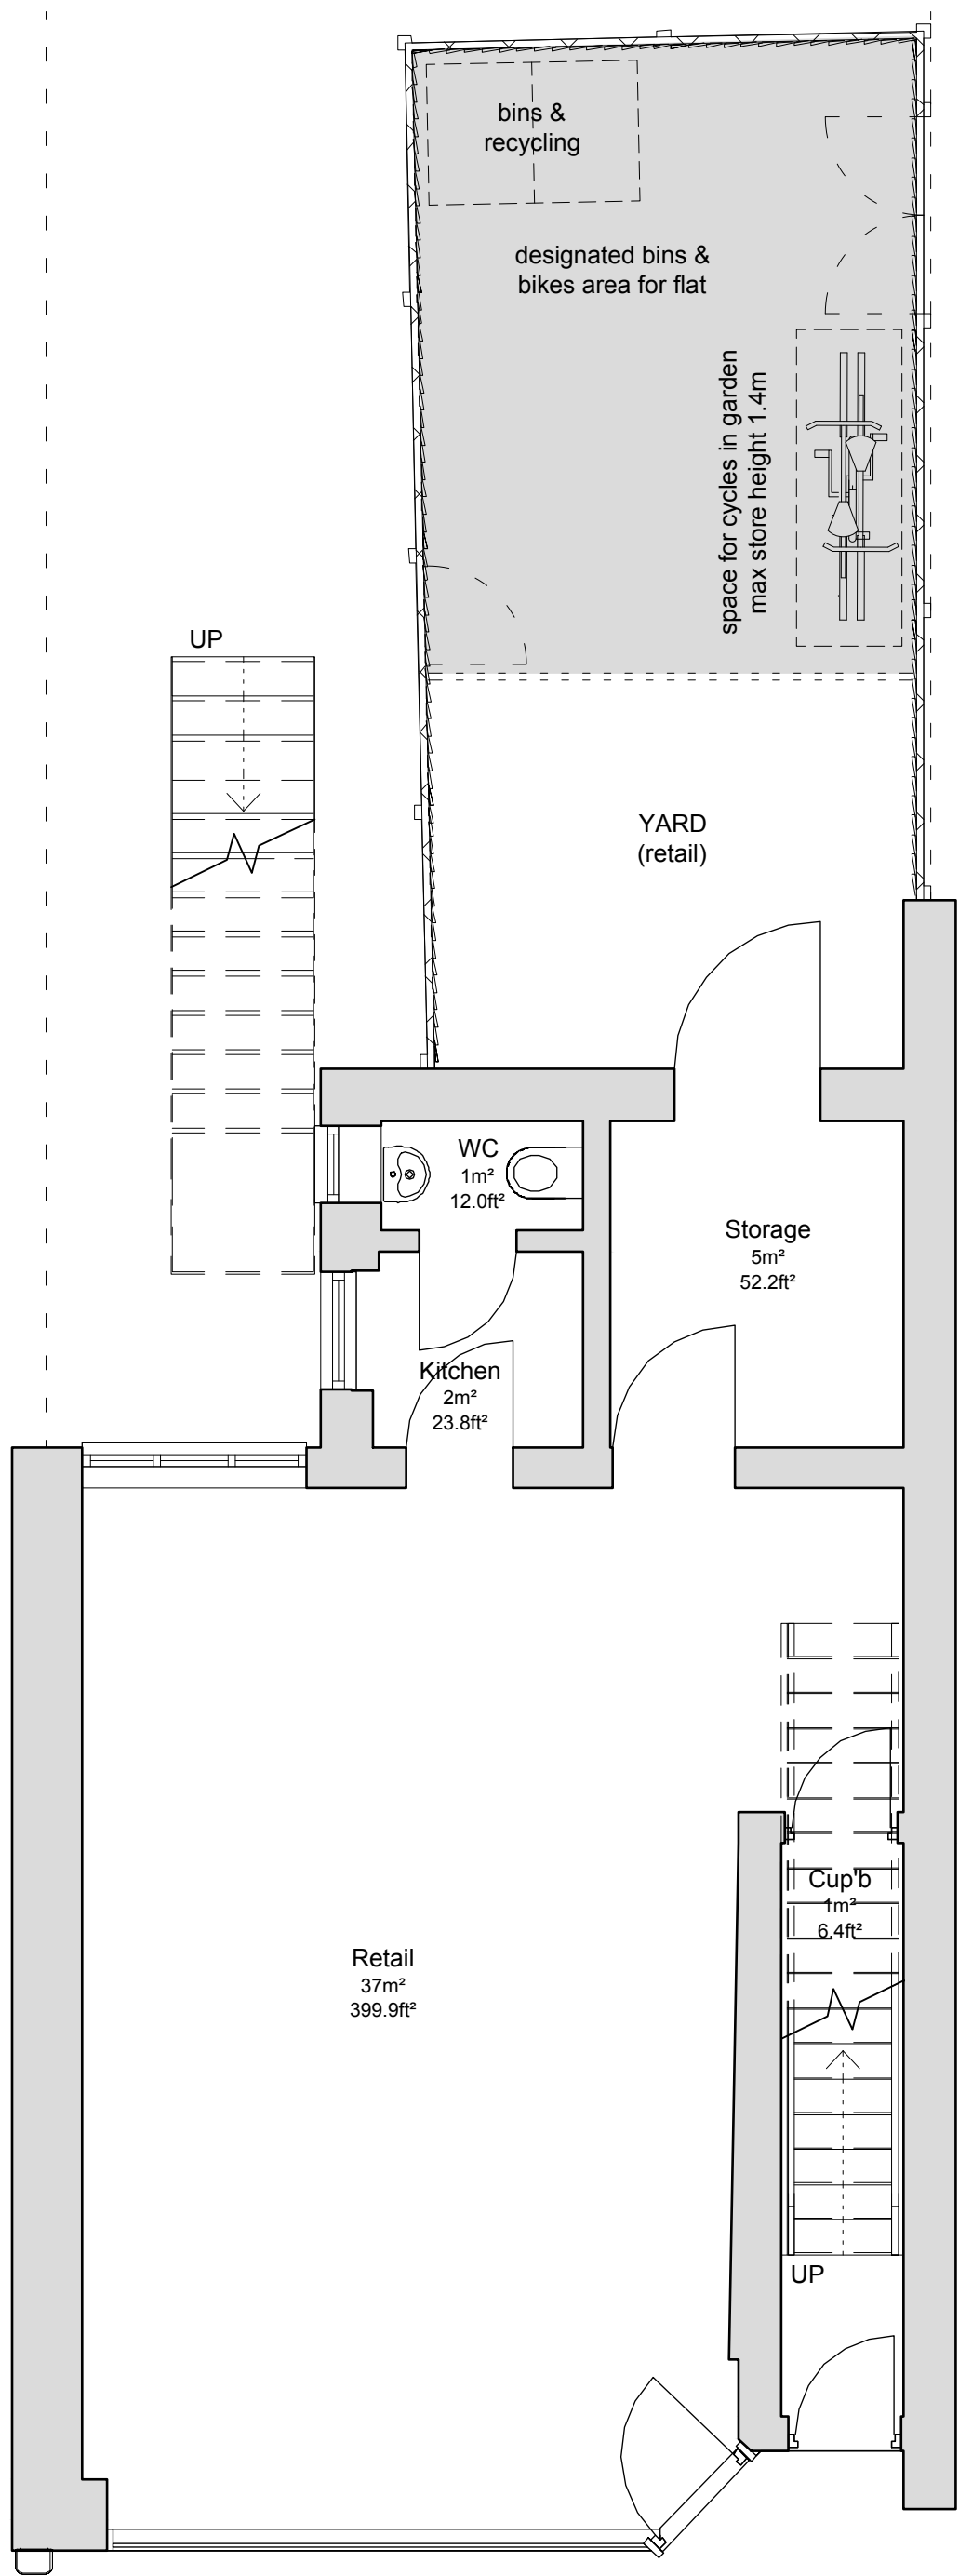 bins &
recycling
designated bins &
bikes area for flat
space for cycles in garden
max store height 1.4m
UP
YARD
(retail)
WC
1m²
12.0ft²
Storage
5m²
52.2ft²
Kitchen
2m²
23.8ft²
Cup'b
1m²
6.4ft²
Retail
37m²
399.9ft²
UP